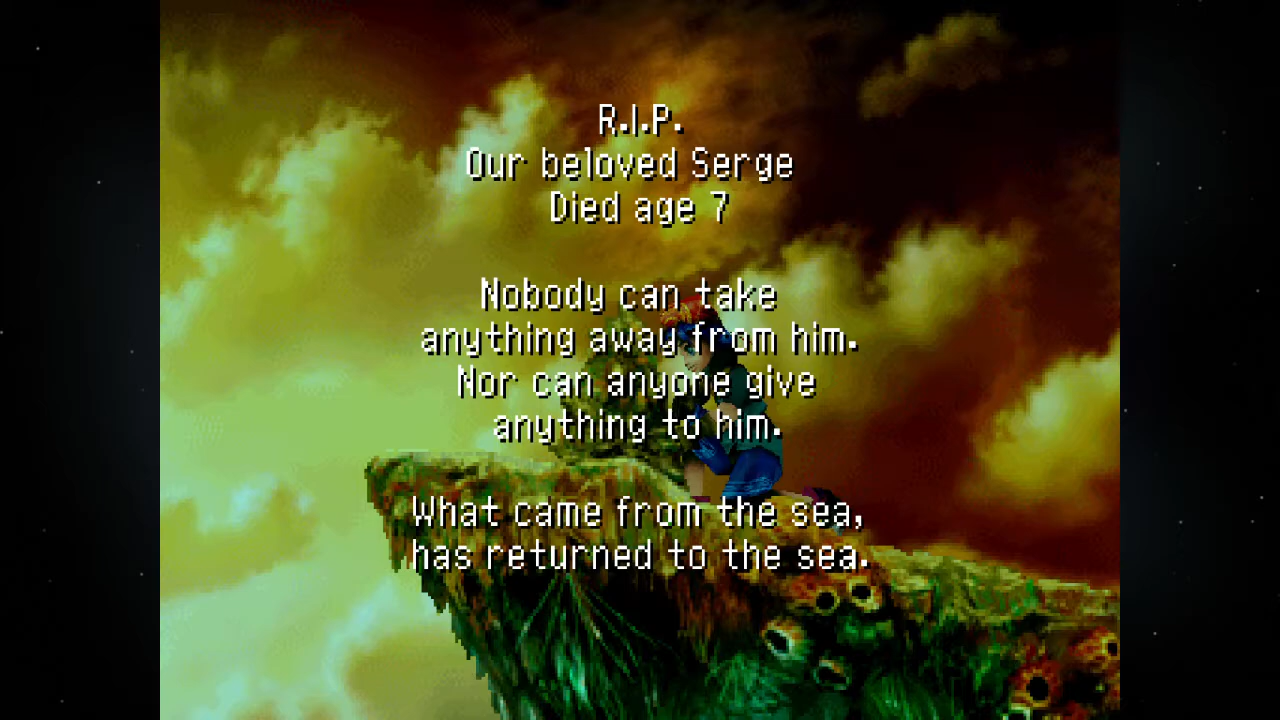 R.I.P.
Our beloved Serge
Died age 7
Nobody can take
anything away from him.
Nor can anyone give
anything to him.
What came from the sea,
has returned to the sea.